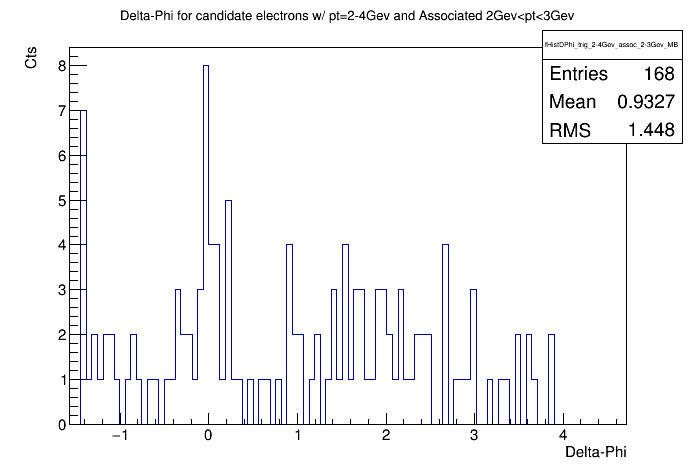 Delta-Phi for candidate electrons w/ pt=2-4Gev and Associated 2Gev<pt<3Gev
fHistDPhi_trig_2-4Gev_assoc_2-3Gev_MB
Entries 168
Mean 0.9327
RMS 1.448
Cts
8
7
6
5
4
3
2
1
0
−1 0 1 2 3 4
Delta-Phi